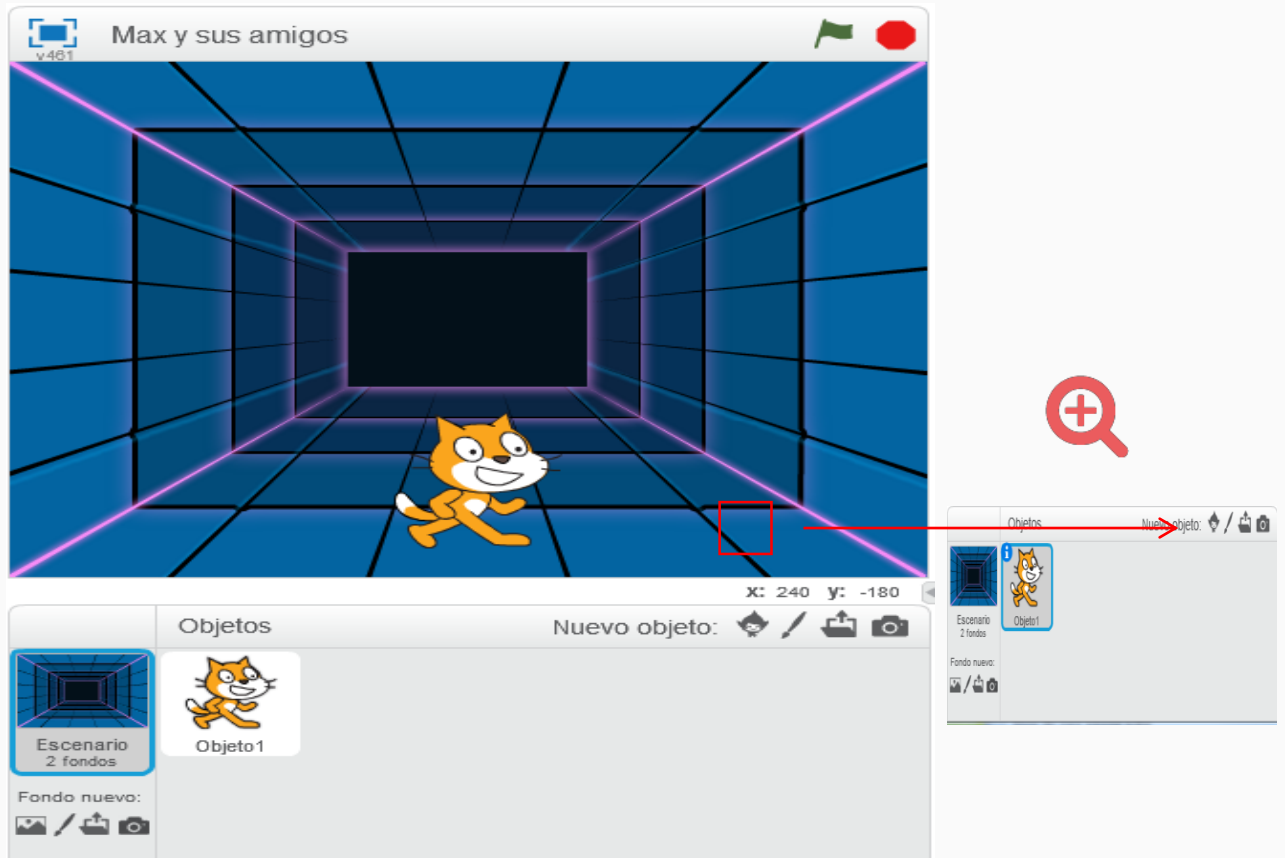 Max y sus amigos
v461
x: 240 y: -180
Objetos
Nuevo objeto:
Escenario
2 fondos
Objeto1
Fondo nuevo:
Objetos
Nuevo objeto:
Objeto1
Escenario
2 fondos
Fondo nuevo: